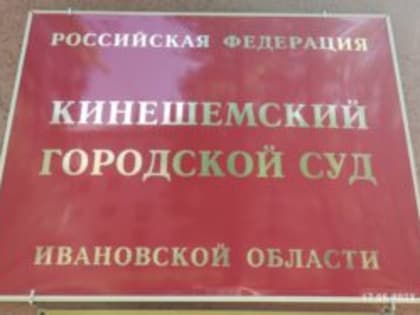 РОССИЙСКАЯ ФЕДЕРАЦИЯ
КИНЕШЕМСКИЙ
ГОРОДСКОЙ СУД
ИВАНОВСКОЙ ОБЛАСТИ